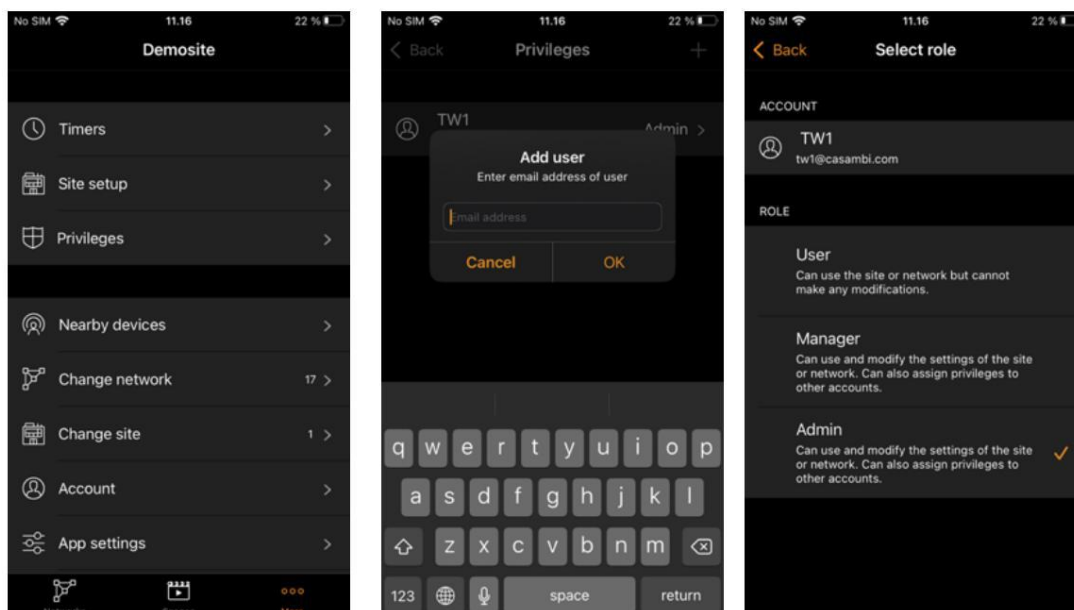 No SIM 11.16 22 %
Demosite
Timers
Site setup
Privileges
Nearby devices
Change network 17
Change site 1
Account
App settings
No SIM 11.16 22 %
Back Privileges +
TW1
Admin
Add user
Enter email address of user
Email address
Cancel OK
q w e r t y u i o p
a s d f g h j k l
z x c v b n m
123 space return
No SIM 11.16 22 %
Back Select role
ACCOUNT
TW1
tw1@casambi.com
ROLE
User
Can use the site or network but cannot
make any modifications.
Manager
Can use and modify the settings of the site
or network. Can also assign privileges to
other accounts.
Admin
Can use and modify the settings of the site
or network. Can also assign privileges to
other accounts.